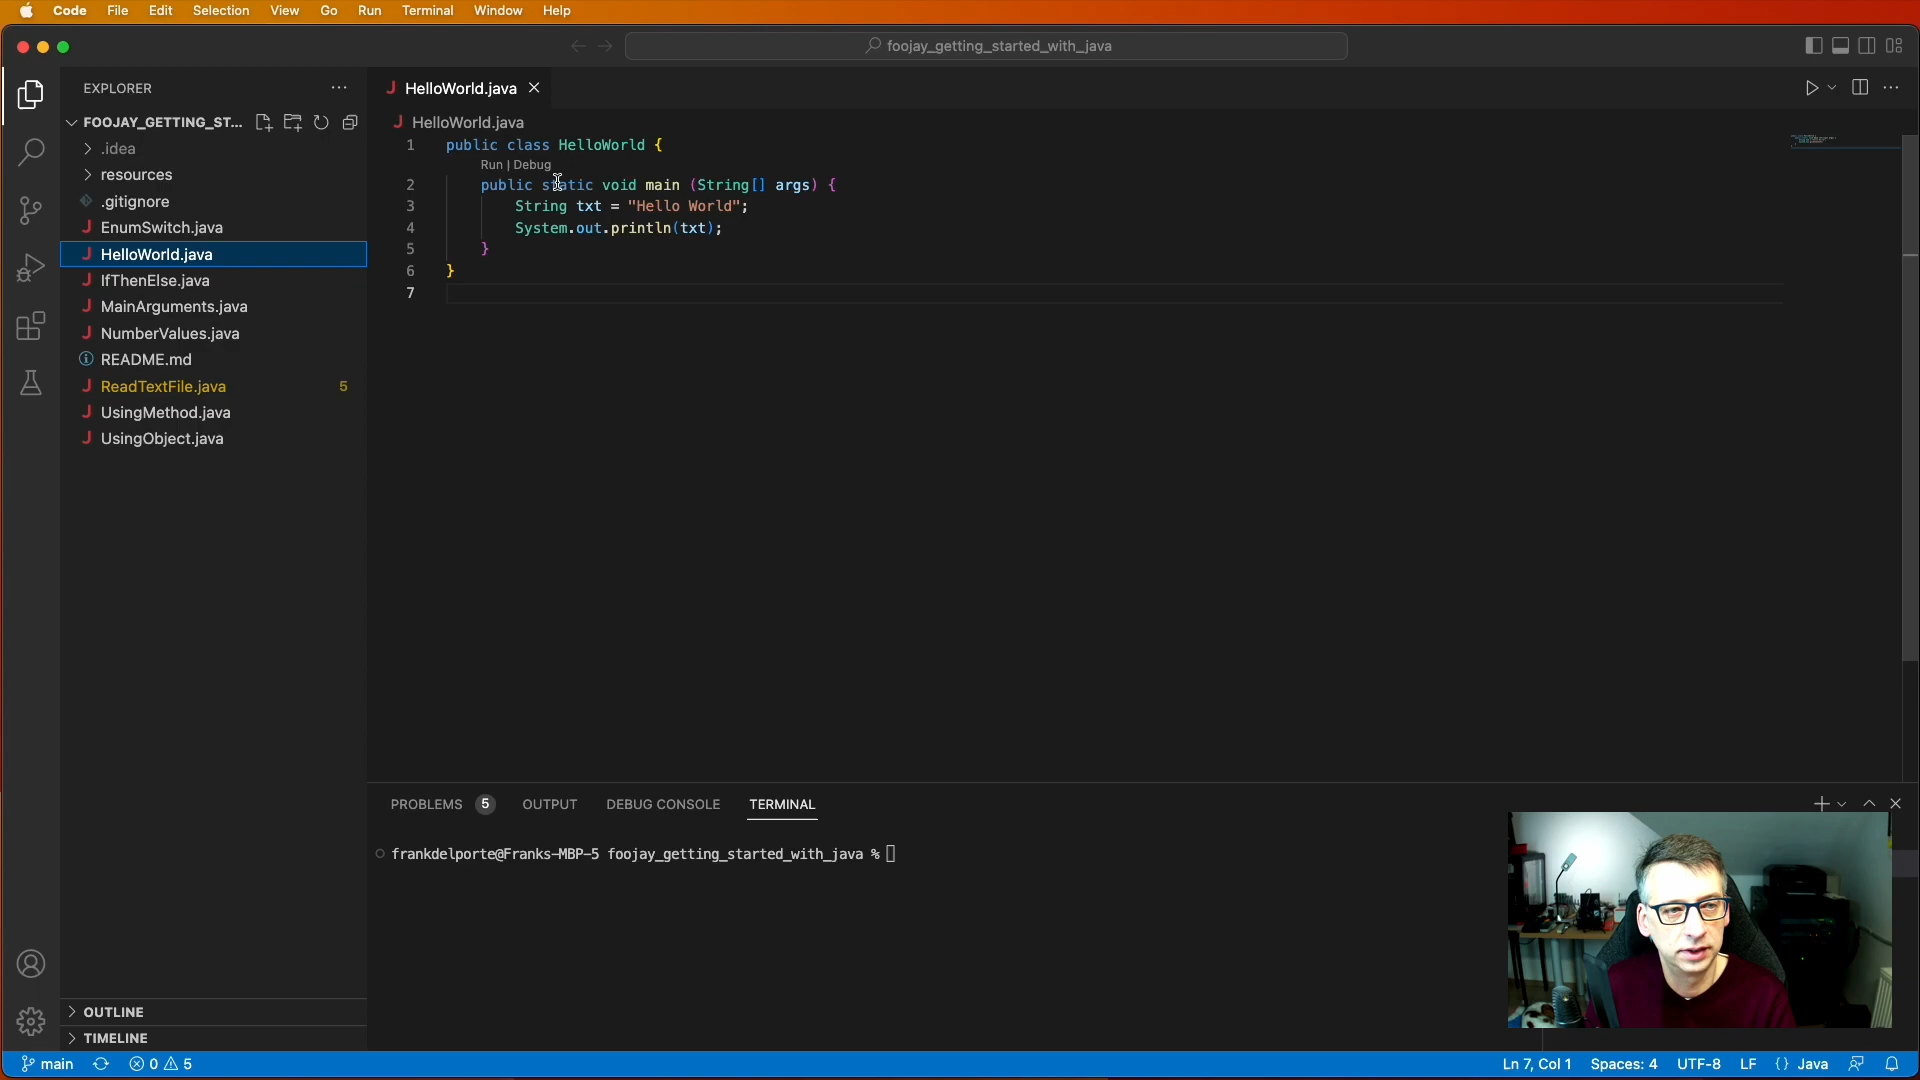 Code File Edit Selection View Go Run Terminal Window Help
foojay_getting_started_with_java
EXPLORER
FOOJAY_GETTING_ST...
.idea
resources
.gitignore
EnumSwitch.java
HelloWorld.java
IfThenElse.java
MainArguments.java
NumberValues.java
README.md
ReadTextFile.java 5
UsingMethod.java
UsingObject.java
OUTLINE
TIMELINE
HelloWorld.java
HelloWorld.java
1 public class HelloWorld {
Run | Debug
2 public static void main (String[] args) {
3 String txt = "Hello World";
4 System.out.println(txt);
5 }
6 }
7
PROBLEMS 5 OUTPUT DEBUG CONSOLE TERMINAL
frankdelporte@Franks-MBP-5 foojay_getting_started_with_java %
main 0 5 Ln 7, Col 1 Spaces: 4 UTF-8 LF {} Java